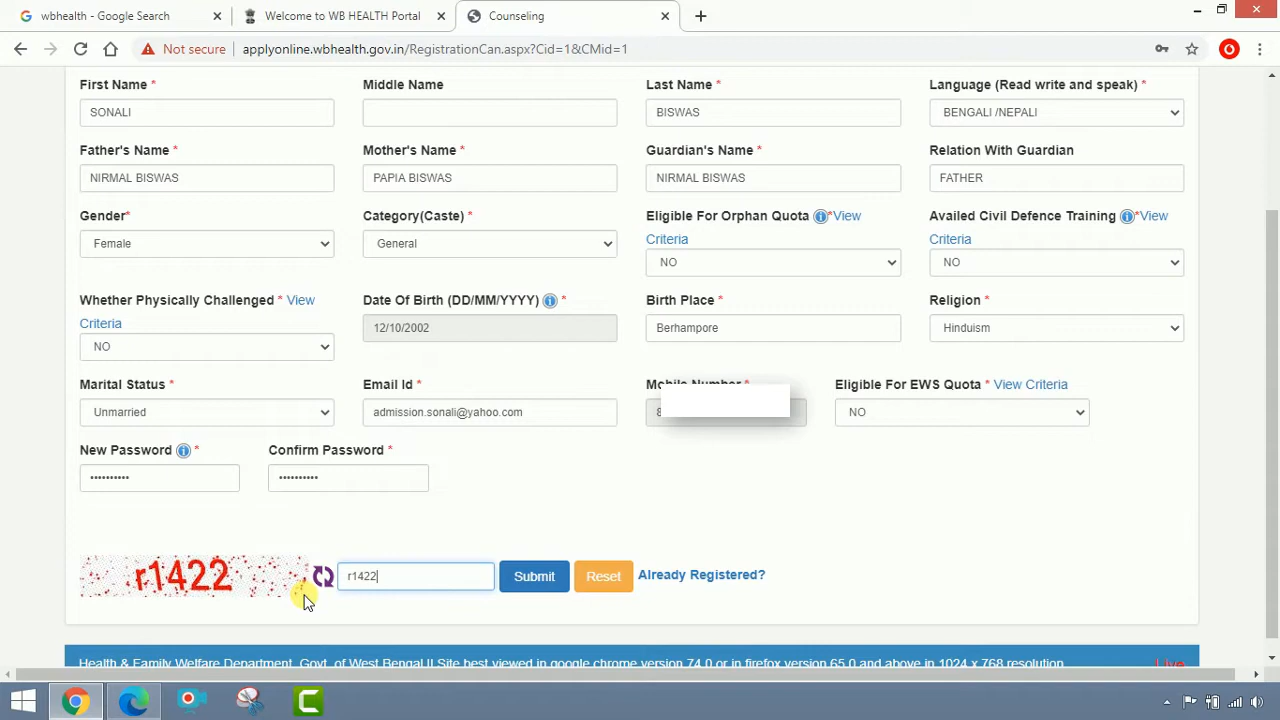 wbhealth - Google Search
Welcome to WB HEALTH Portal
Counseling
Not secure
applyonline.wbhealth.gov.in/RegistrationCan.aspx?Cid=1&CMid=1
First Name *
Middle Name
Last Name *
Language (Read write and speak) *
SONALI
BISWAS
BENGALI /NEPALI
Father's Name *
Mother's Name *
Guardian's Name *
Relation With Guardian
NIRMAL BISWAS
PAPIA BISWAS
NIRMAL BISWAS
FATHER
Gender*
Category(Caste) *
Eligible For Orphan Quota *View Criteria
Availed Civil Defence Training *View Criteria
Female
General
NO
NO
Whether Physically Challenged * View Criteria
Date Of Birth (DD/MM/YYYY) *
Birth Place *
Religion *
NO
12/10/2002
Berhampore
Hinduism
Marital Status *
Email Id *
Mobile Number *
Eligible For EWS Quota * View Criteria
Unmarried
admission.sonali@yahoo.com
8
NO
New Password *
Confirm Password *
••••••••••
••••••••••
r1422
r1422
Submit
Reset
Already Registered?
Health & Family Welfare Department, Govt. of West Bengal || Site best viewed in google chrome version 74.0 or in firefox version 65.0 and above in 1024 x 768 resolution
Live